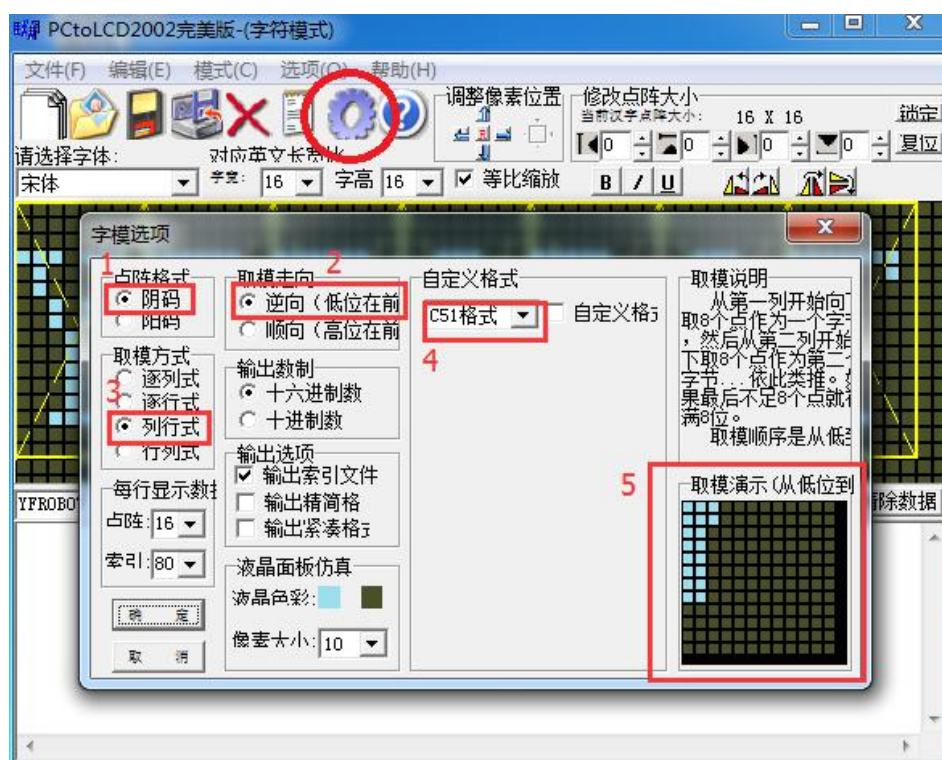 PCtoLCD2002完美版-(字符模式)
文件(F) 编辑(E) 模式(C) 选项(O) 帮助(H)
调整像素位置
修改点阵大小
当前汉字点阵大小: 16 X 16
锁定
0 0 0 0
复位
请选择字体:
对应英文长宽比
宋体
字宽: 16
字高 16
等比缩放
B I U
字模选项
1
点阵格式
阴码
阳码
2
取模走向
逆向(低位在前
顺向(高位在前
自定义格式
C51格式
自定义格
4
取模说明
从第一列开始向
取8个点作为一个字
,然后从第二列开始
下取8个点作为第二
字节...依此类推。
果最后不足8个点就
满8位。
取模顺序是从低
取模方式
3
逐列式
逐行式
列行式
行列式
输出数制
十六进制数
十进制数
输出选项
输出索引文件
输出精简格
输出紧凑格
每行显示数
点阵: 16
索引: 80
液晶面板仿真
液晶色彩:
像素大小: 10
确 定
取 消
5
取模演示(从低位到
YFROBO
除数据